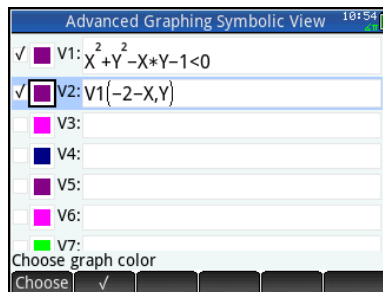 Advanced Graphing Symbolic View 10:54
√ V1: X²+Y²−X*Y−1<0
√ V2: V1(−2−X,Y)
V3:
V4:
V5:
V6:
V7:
Choose graph color
Choose √